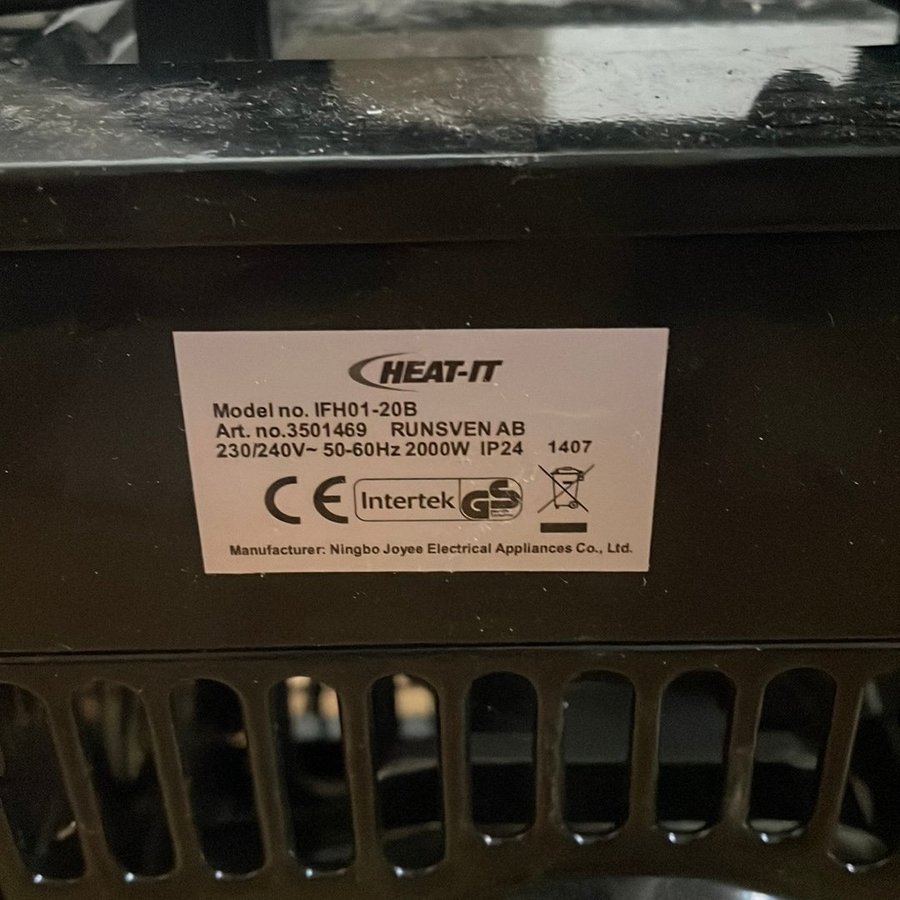 HEAT-IT
Model no. IFH01-20B
Art. no.3501469 RUNSVEN AB
230/240V~ 50-60Hz 2000W IP24 1407
CE Intertek GS
Manufacturer: Ningbo Joyee Electrical Appliances Co., Ltd.